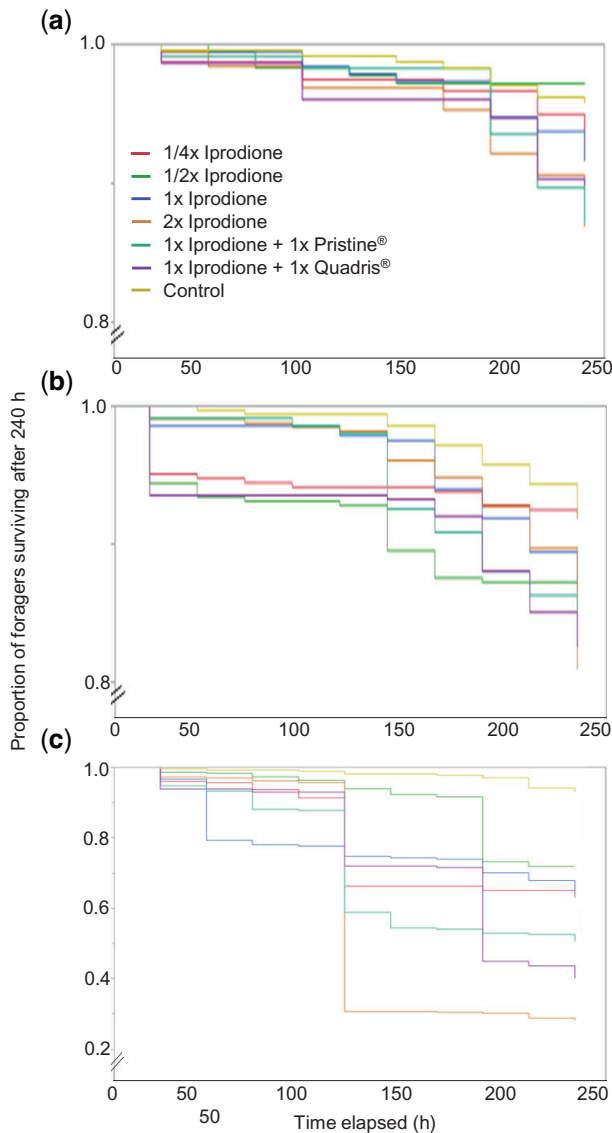 (a)
1.0
1/4x Iprodione
1/2x Iprodione
1x Iprodione
2x Iprodione
1x Iprodione + 1x Pristine®
1x Iprodione + 1x Quadris®
Control
0.8
0 50 100 150 200 250
(b)
1.0
0.8
0 50 100 150 200 250
Proportion of foragers surviving after 240 h
(c)
1.0
0.8
0.6
0.4
0.2
0 50 100 150 200 250
50
Time elapsed (h)